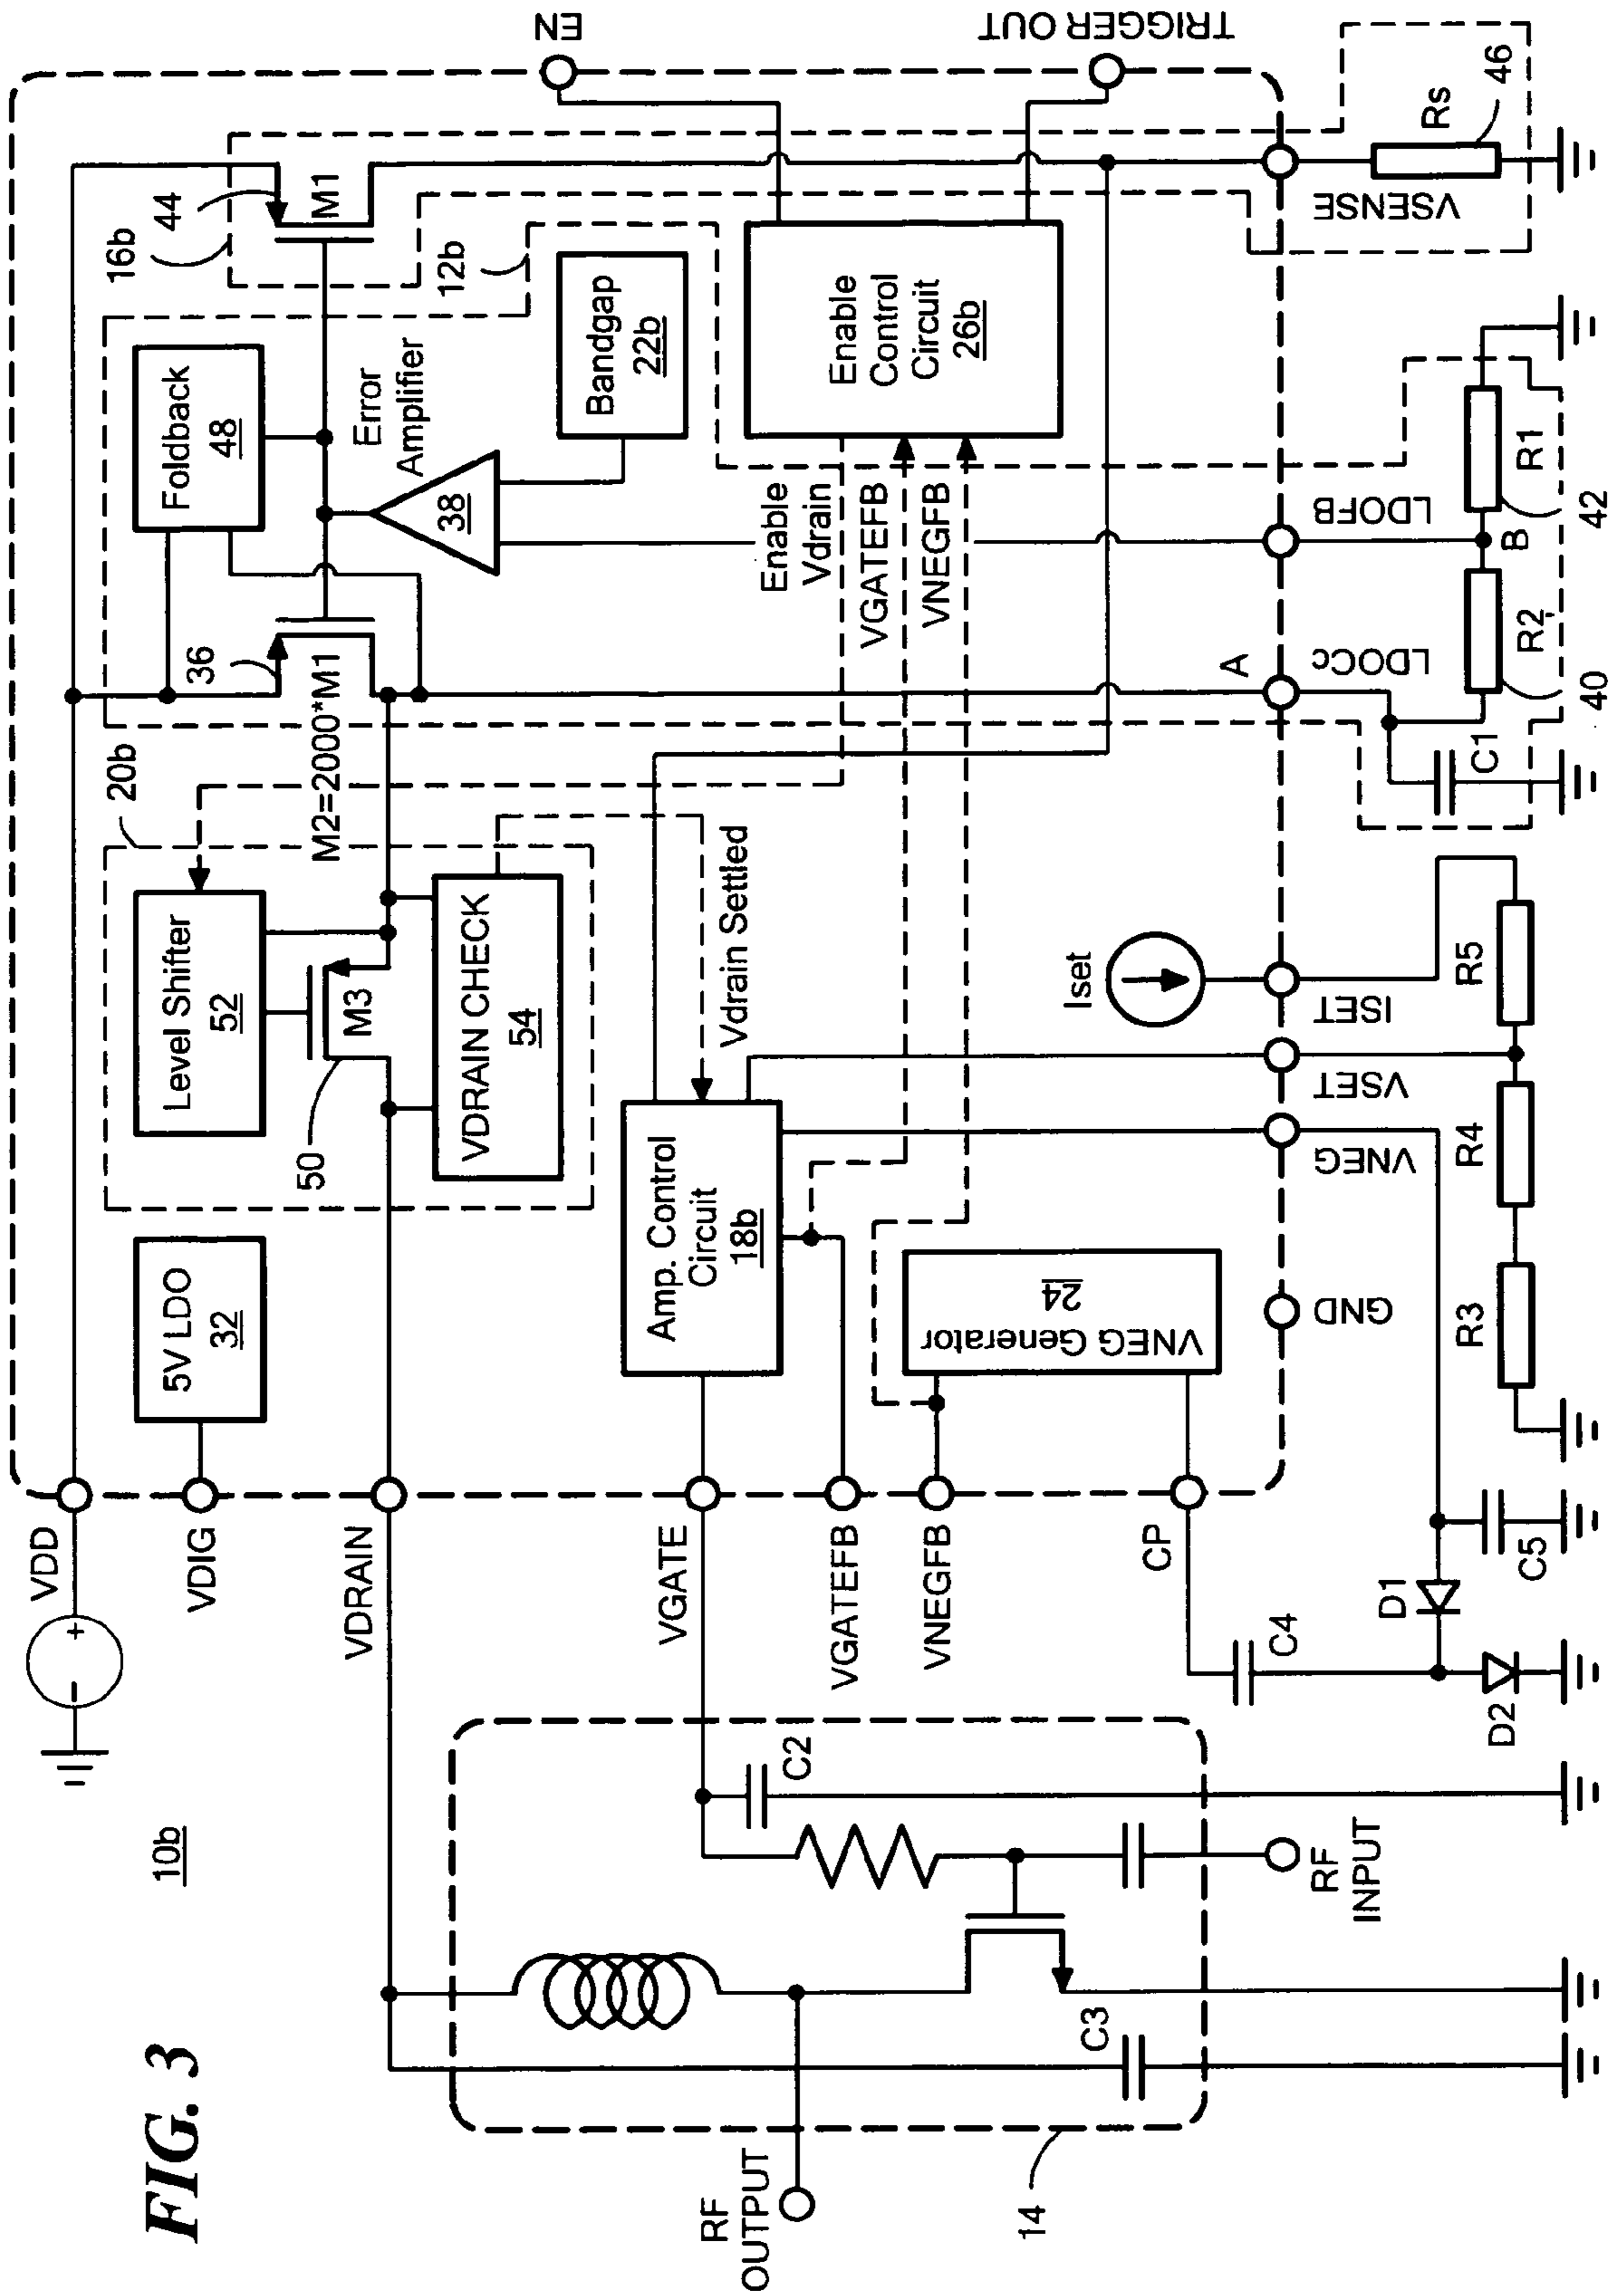 FIG. 3
10b
VDD
+
−
VDIG
VDRAIN
VGATE
VGATEFB
VNEGFB
CP
5V LDO
32
20b
Level Shifter
52
M3
50
VDRAIN CHECK
54
M2=2000*M1
36
Foldback
48
16b
44
M1
12b
Error
Amplifier
38
Bandgap
22b
Enable
Control
Circuit
26b
EN
TRIGGER OUT
Enable
Vdrain
VGATEFB
VNEGFB
Vdrain Settled
Amp. Control
Circuit
18b
VNEG Generator
24
Iset
A
GND
VNEG
VSET
ISET
LDOCc
LDOFB
VSENSE
Rs
46
B
R1
42
R2
40
C1
R5
R4
R3
C5
D1
D2
C4
C2
C3
RF
INPUT
RF
OUTPUT
14